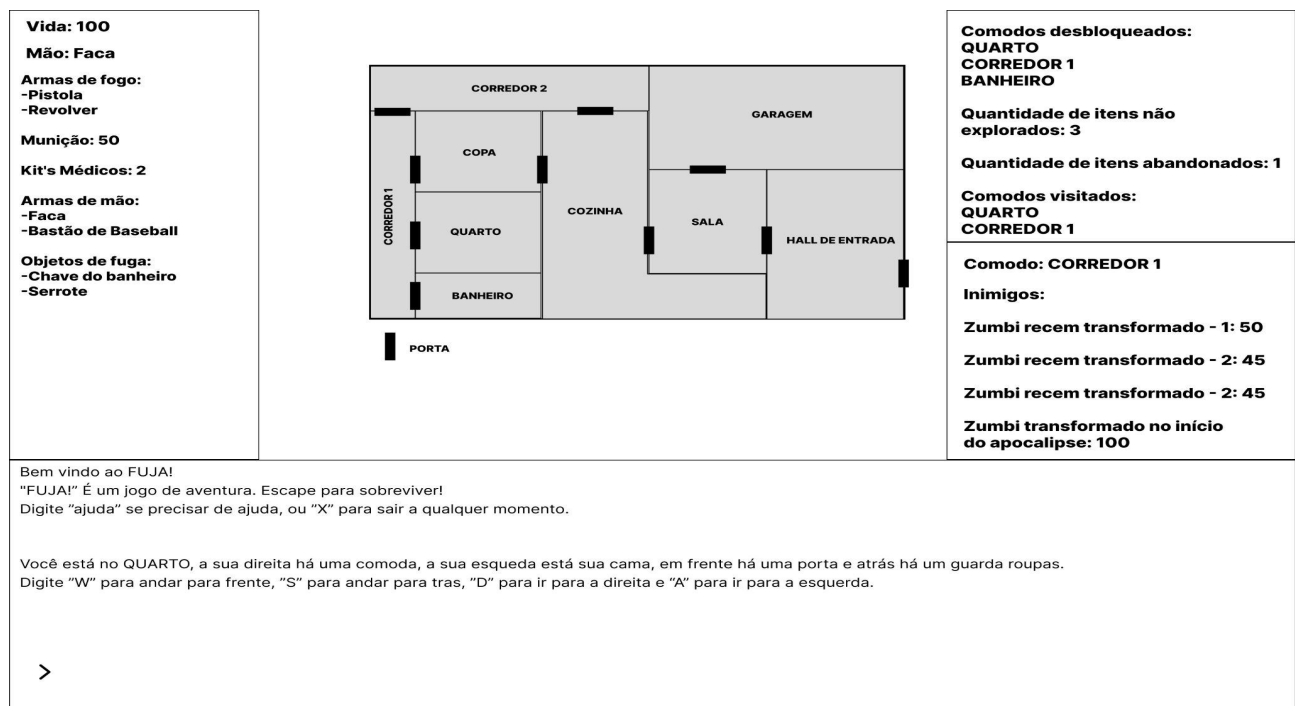 Vida: 100
Mão: Faca
Armas de fogo:
-Pistola
-Revolver
Munição: 50
Kit's Médicos: 2
Armas de mão:
-Faca
-Bastão de Baseball
Objetos de fuga:
-Chave do banheiro
-Serrote
CORREDOR 2
GARAGEM
COPA
CORREDOR 1
COZINHA
SALA
QUARTO
HALL DE ENTRADA
BANHEIRO
PORTA
Comodos desbloqueados:
QUARTO
CORREDOR 1
BANHEIRO
Quantidade de itens não
explorados: 3
Quantidade de itens abandonados: 1
Comodos visitados:
QUARTO
CORREDOR 1
Comodo: CORREDOR 1
Inimigos:
Zumbi recem transformado - 1: 50
Zumbi recem transformado - 2: 45
Zumbi recem transformado - 2: 45
Zumbi transformado no início
do apocalipse: 100
Bem vindo ao FUJA!
"FUJA!” É um jogo de aventura. Escape para sobreviver!
Digite ”ajuda” se precisar de ajuda, ou ”X” para sair a qualquer momento.
Você está no QUARTO, a sua direita há uma comoda, a sua esqueda está sua cama, em frente há uma porta e atrás há um guarda roupas.
Digite ”W” para andar para frente, ”S” para andar para tras, ”D” para ir para a direita e “A” para ir para a esquerda.
>